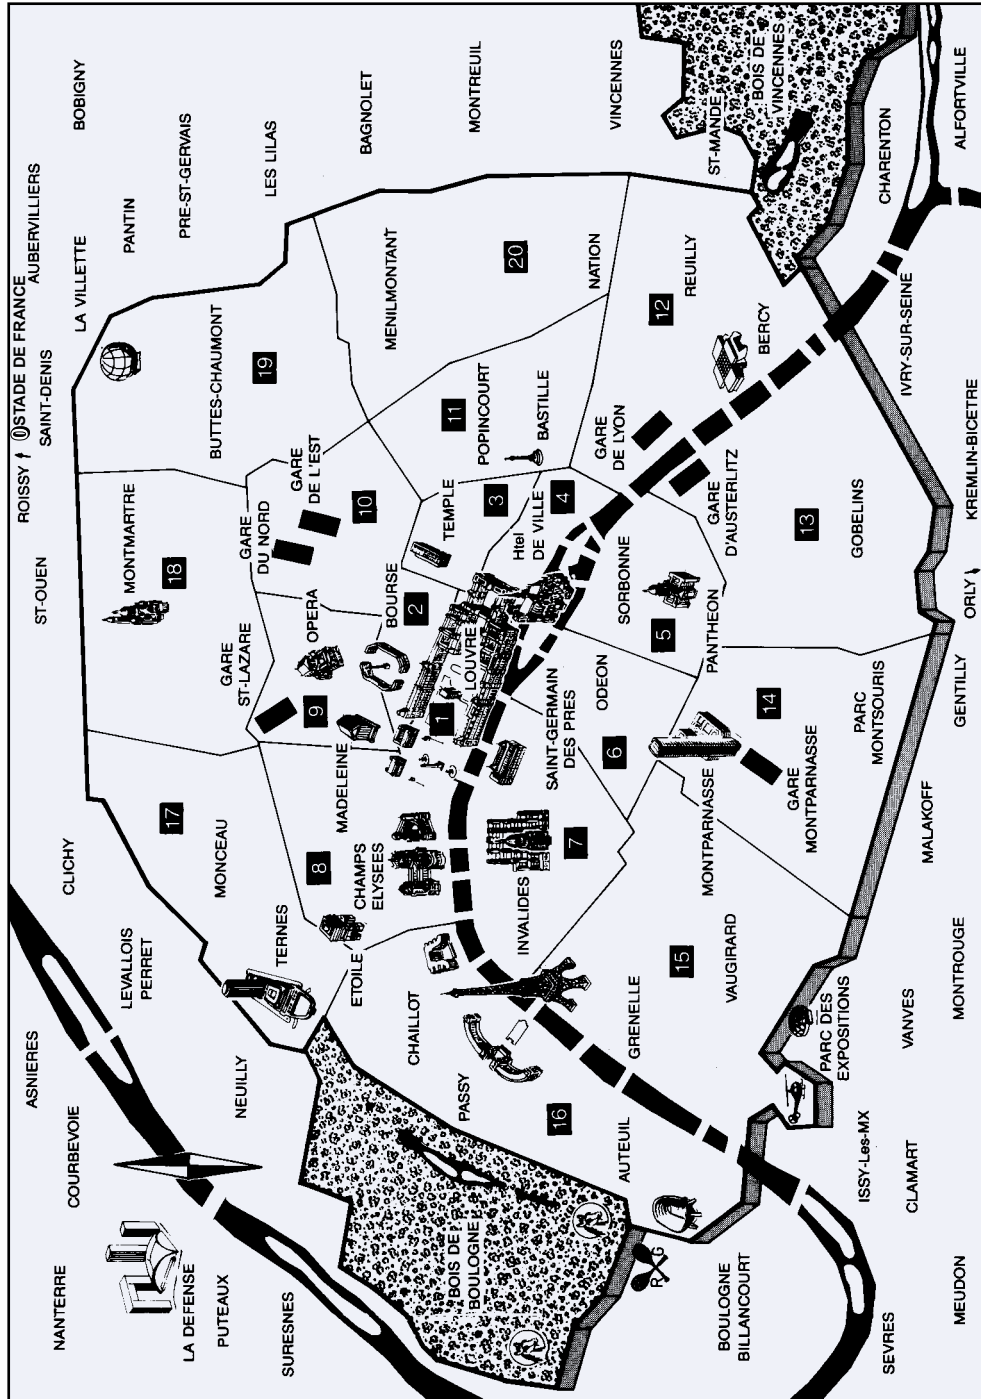 ROISSY
STADE DE FRANCE
SAINT-DENIS
AUBERVILLIERS
BOBIGNY
ST-OUEN
LA VILLETTE
PANTIN
PRE-ST-GERVAIS
LES LILAS
BAGNOLET
MONTREUIL
VINCENNES
ST-MANDE
BOIS DE
VINCENNES
CHARENTON
ALFORTVILLE
CLICHY
LEVALLOIS
PERRET
ASNIERES
COURBEVOIE
NANTERRE
LA DEFENSE
PUTEAUX
SURESNES
NEUILLY
MONTMARTRE
18
BUTTES-CHAUMONT
19
MENILMONTANT
20
NATION
17
MONCEAU
TERNES
GARE
ST-LAZARE
GARE
DU NORD
GARE
DE L'EST
10
OPERA
9
BOURSE
2
TEMPLE
3
11
POPINCOURT
BASTILLE
12
REUILLY
BERCY
MADELEINE
8
CHAMPS
ELYSEES
ETOILE
1
LOUVRE
Htel
DE VILLE
4
GARE
DE LYON
GARE
D'AUSTERLITZ
CHAILLOT
PASSY
16
AUTEUIL
BOIS DE
BOULOGNE
R
G
BOULOGNE
BILLANCOURT
INVALIDES
7
SAINT-GERMAIN
DES PRES
ODEON
6
SORBONNE
5
PANTHEON
13
GOBELINS
GRENELLE
VAUGIRARD
15
MONTPARNASSE
GARE
MONTPARNASSE
14
PARC
MONTSOURIS
PARC DES
EXPOSITIONS
IVRY-SUR-SEINE
KREMLIN-BICETRE
ORLY
GENTILLY
MALAKOFF
MONTROUGE
VANVES
ISSY-Les-MX
CLAMART
SEVRES
MEUDON